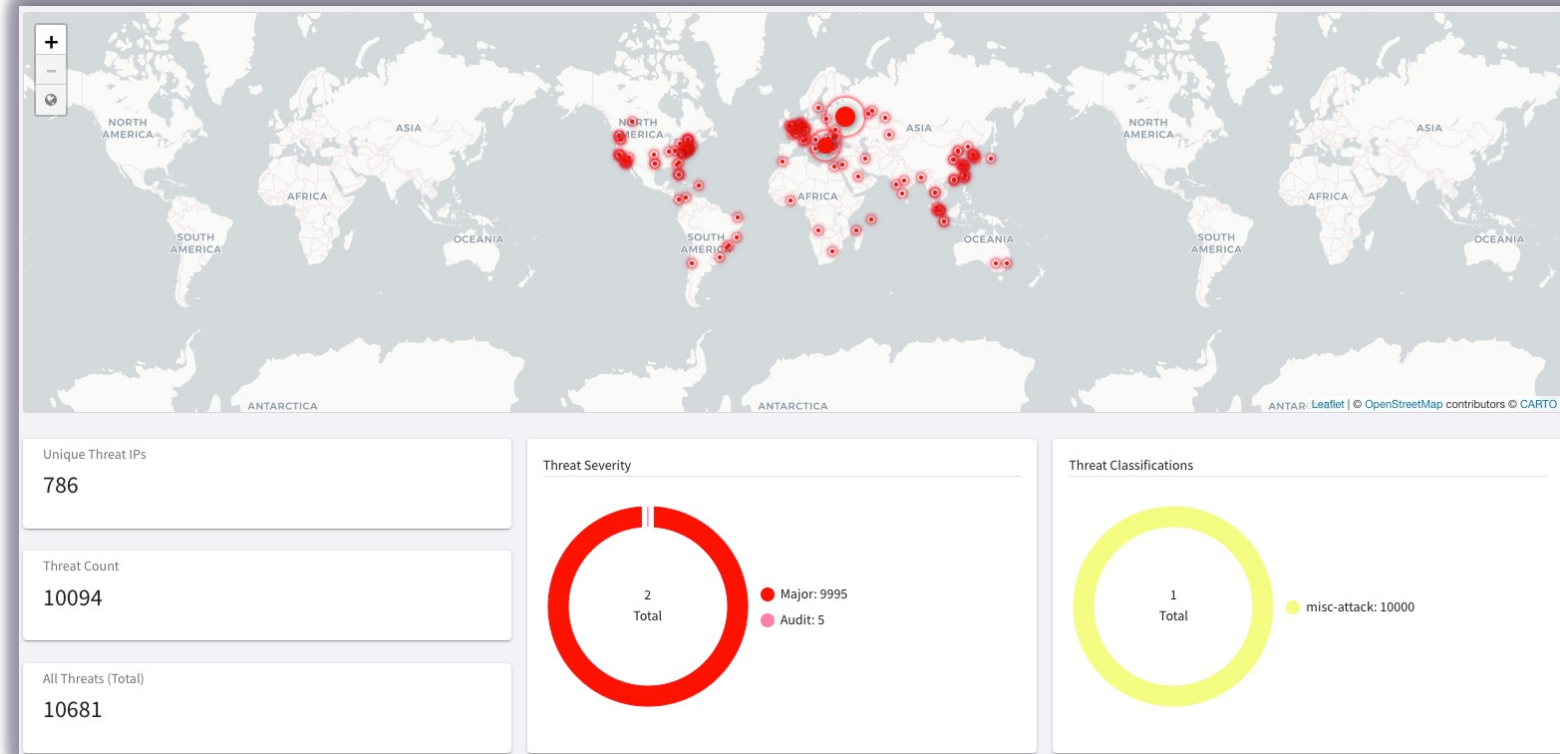 +
−
NORTH
AMERICA
ASIA
AFRICA
SOUTH
AMERICA
OCEANIA
ANTARCTICA
NORTH
AMERICA
ASIA
AFRICA
SOUTH
AMERICA
OCEANIA
ANTARCTICA
NORTH
AMERICA
ASIA
AFRICA
SOUTH
AMERICA
OCEANIA
ANTARC
Leaflet | © OpenStreetMap contributors © CARTO
Unique Threat IPs
786
Threat Count
10094
All Threats (Total)
10681
Threat Severity
2
Total
Major: 9995
Audit: 5
Threat Classifications
1
Total
misc-attack: 10000